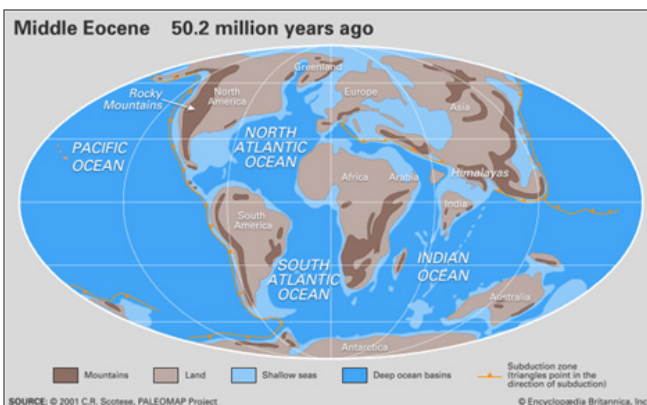 Middle Eocene 50.2 million years ago
Greenland
Rocky
Mountains
North
America
Europe
Asia
PACIFIC
OCEAN
NORTH
ATLANTIC
OCEAN
Himalayas
Africa
Arabia
India
South
America
SOUTH
ATLANTIC
OCEAN
INDIAN
OCEAN
Australia
Antarctica
Mountains
Land
Shallow seas
Deep ocean basins
Subduction zone
(triangles point in the
direction of subduction)
SOURCE: © 2001 C.R. Scotese, PALEOMAP Project
© Encyclopædia Britannica, Inc